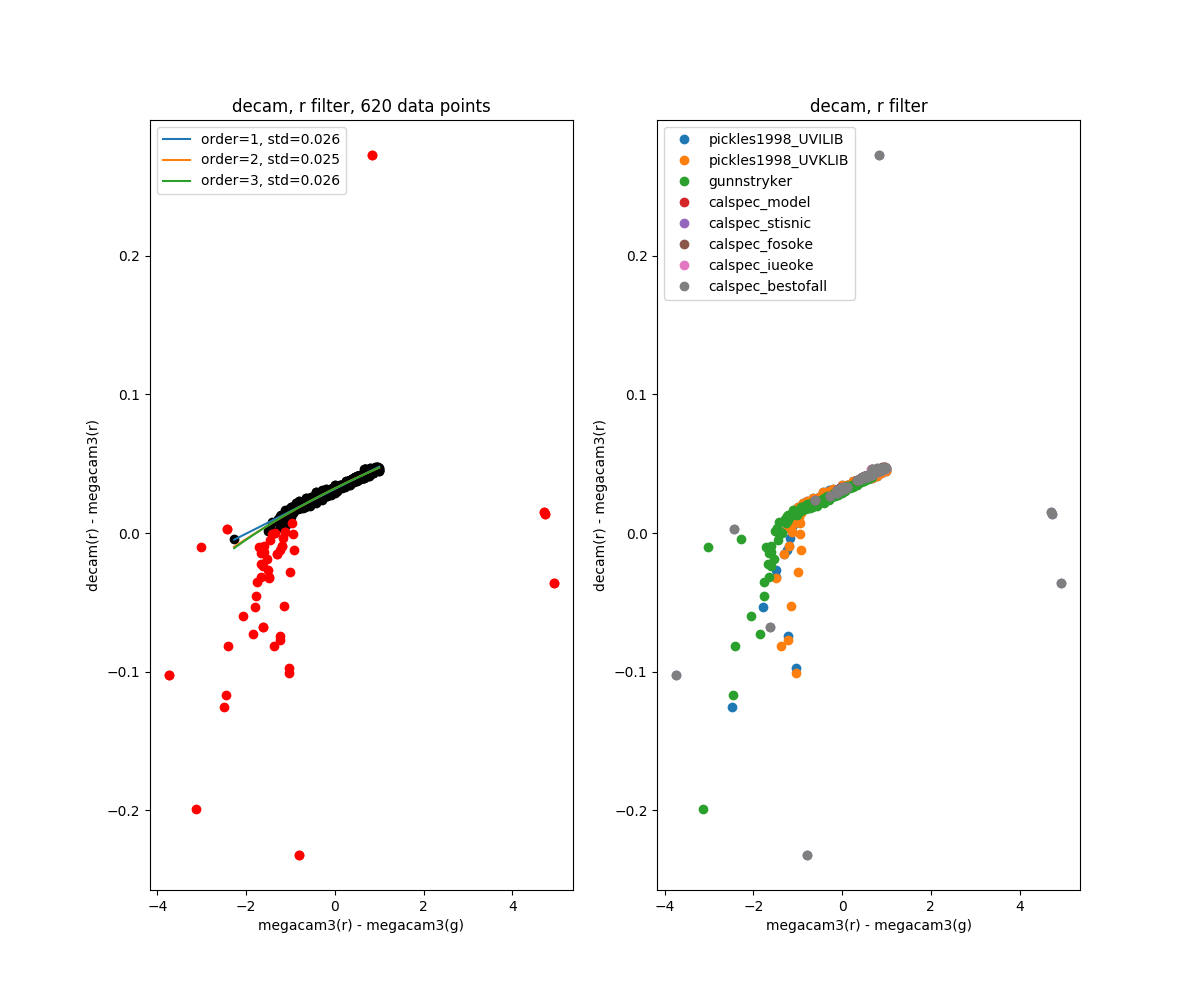 decam, r filter, 620 data points
order=1, std=0.026
order=2, std=0.025
order=3, std=0.026
0.2
0.1
0.0
−0.1
−0.2
decam(r) - megacam3(r)
−4
−2
0
2
4
megacam3(r) - megacam3(g)
decam, r filter
pickles1998_UVILIB
pickles1998_UVKLIB
gunnstryker
calspec_model
calspec_stisnic
calspec_fosoke
calspec_iueoke
calspec_bestofall
0.2
0.1
0.0
−0.1
−0.2
decam(r) - megacam3(r)
−4
−2
0
2
4
megacam3(r) - megacam3(g)